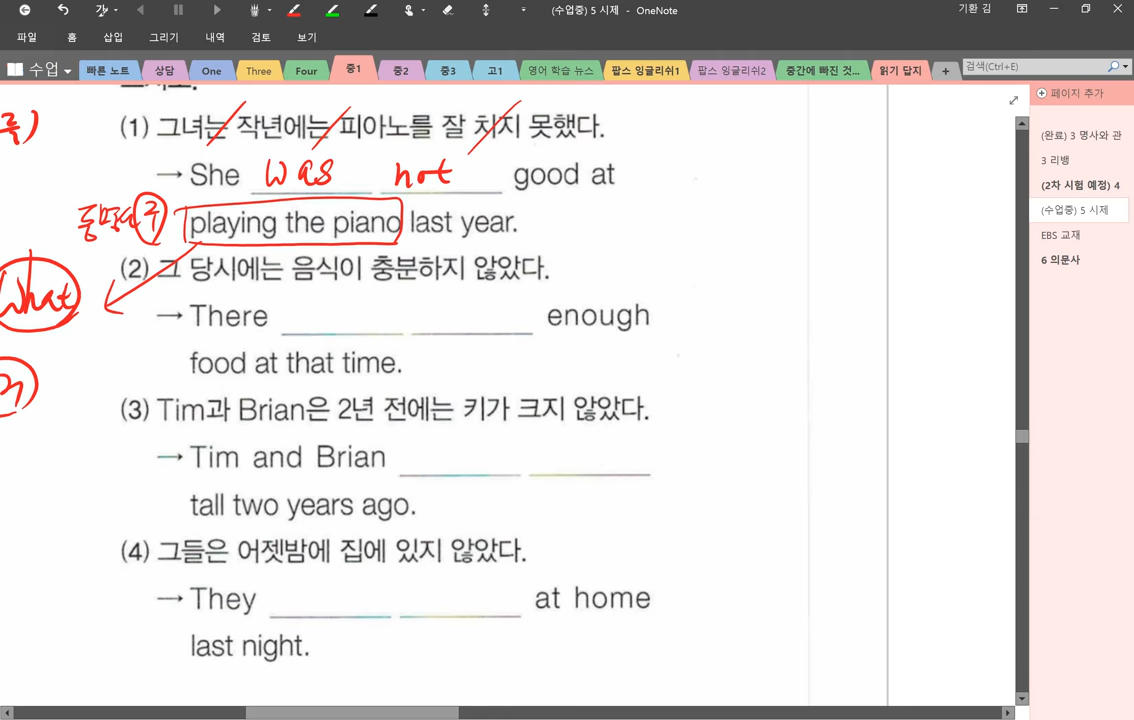 (수업중) 5 시제 - OneNote
기환 김
파일 홈 삽입 그리기 내역 검토 보기
수업 빠른 노트 상담 One Three Four 중1 중2 중3 고1 영어 학습 뉴스 팝스 잉글리쉬1 팝스 잉글리쉬2 중간에 빠진 것... 읽기 답지 + 검색(Ctrl+E)
페이지 추가
(완료) 3 명사와 관
3 리뱅
(2차 시험 예정) 4
(수업중) 5 시제
EBS 교재
6 의문사
(1) 그녀는 작년에는 피아노를 잘 치지 못했다.
→ She was not good at
playing the piano last year.
(2) 그 당시에는 음식이 충분하지 않았다.
What
→ There enough
food at that time.
(3) Tim과 Brian은 2년 전에는 키가 크지 않았다.
→ Tim and Brian
tall two years ago.
(4) 그들은 어젯밤에 집에 있지 않았다.
→ They at home
last night.